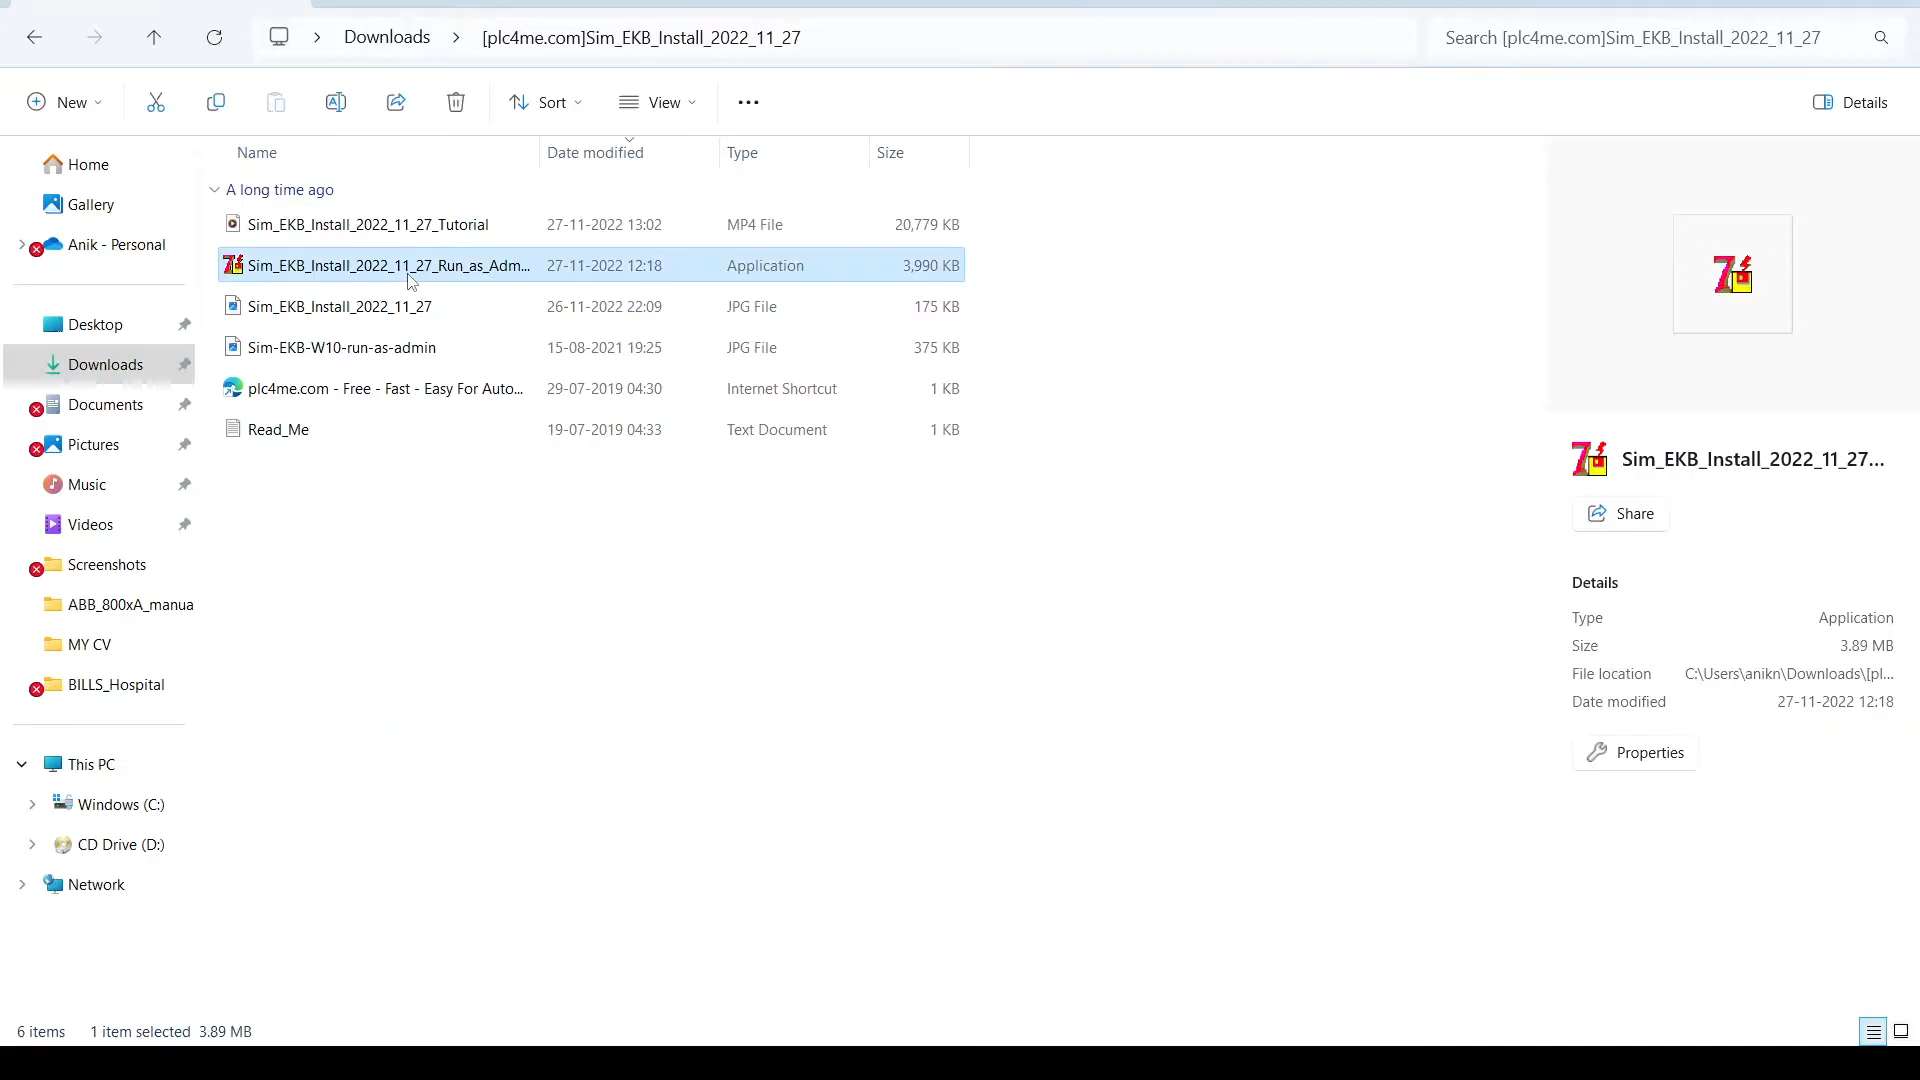 Downloads
[plc4me.com]Sim_EKB_Install_2022_11_27
Search [plc4me.com]Sim_EKB_Install_2022_11_27
New
Sort
View
Details
Name
Date modified
Type
Size
A long time ago
Sim_EKB_Install_2022_11_27_Tutorial 27-11-2022 13:02 MP4 File 20,779 KB
Sim_EKB_Install_2022_11_27_Run_as_Adm... 27-11-2022 12:18 Application 3,990 KB
Sim_EKB_Install_2022_11_27 26-11-2022 22:09 JPG File 175 KB
Sim-EKB-W10-run-as-admin 15-08-2021 19:25 JPG File 375 KB
plc4me.com - Free - Fast - Easy For Auto... 29-07-2019 04:30 Internet Shortcut 1 KB
Read_Me 19-07-2019 04:33 Text Document 1 KB
Home
Gallery
Anik - Personal
Desktop
Downloads
Documents
Pictures
Music
Videos
Screenshots
ABB_800xA_manua
MY CV
BILLS_Hospital
This PC
Windows (C:)
CD Drive (D:)
Network
Sim_EKB_Install_2022_11_27...
Share
Details
Type Application
Size 3.89 MB
File location C:\Users\anikn\Downloads\[pl...
Date modified 27-11-2022 12:18
Properties
6 items 1 item selected 3.89 MB